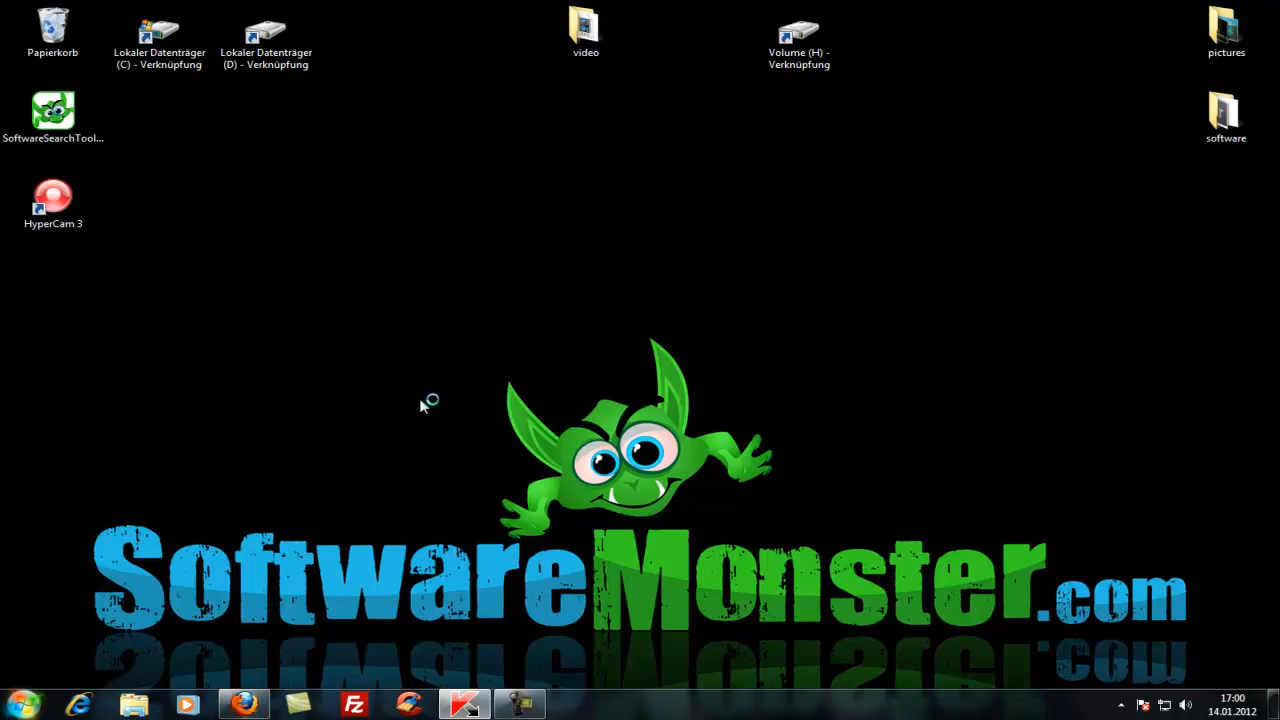 Papierkorb
Lokaler Datenträger
(C) - Verknüpfung
Lokaler Datenträger
(D) - Verknüpfung
video
Volume (H) -
Verknüpfung
pictures
SoftwareSearchTool...
software
HyperCam 3
SoftwareMonster.com
Fz
17:00
14.01.2012